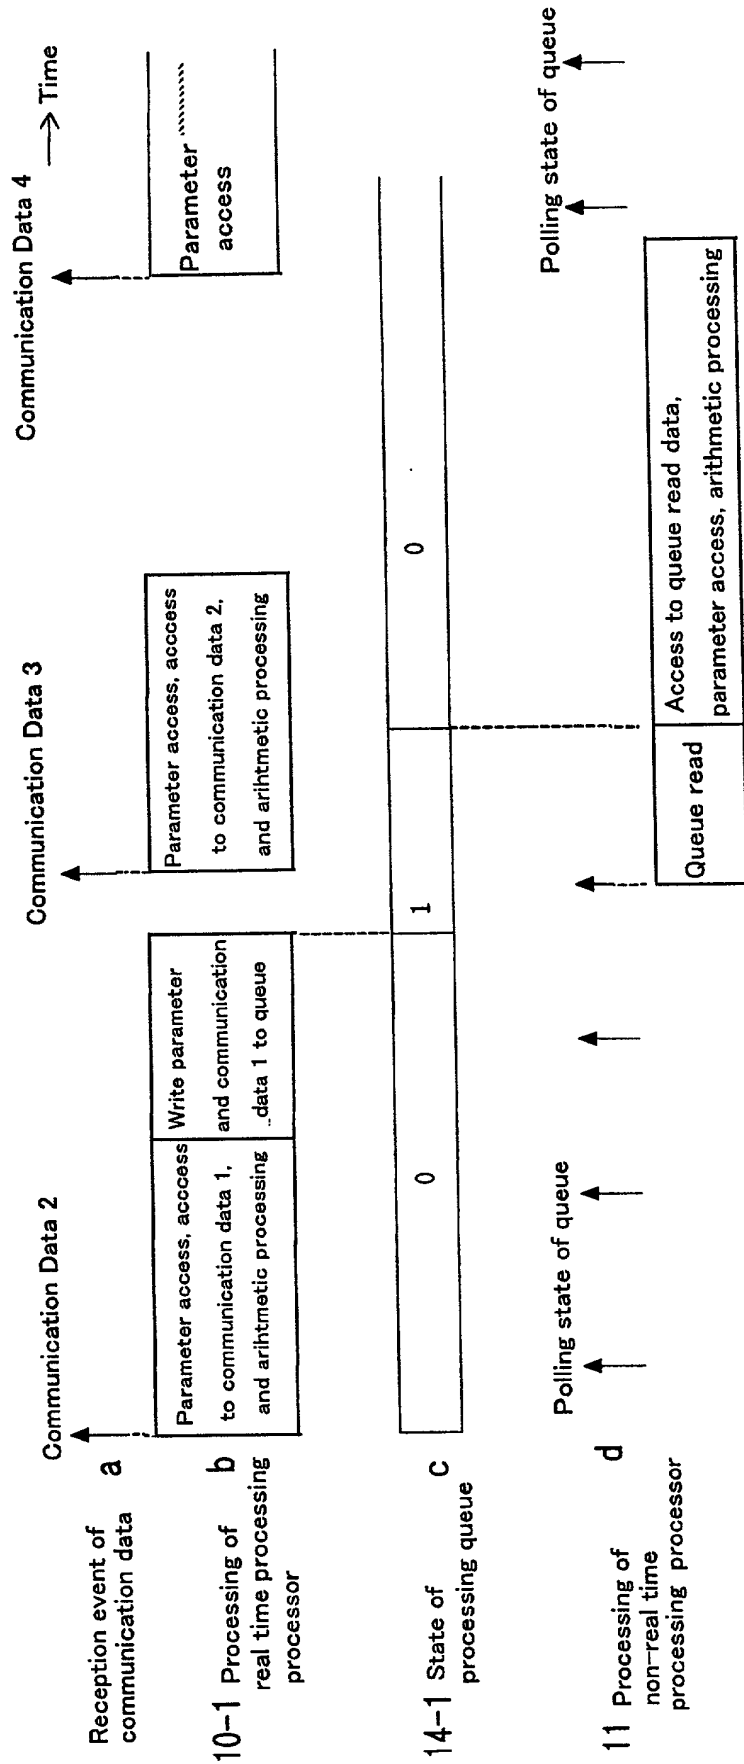 Communication Data 2
Communication Data 3
Communication Data 4
Time
Reception event of
communication data
a
10-1 Processing of
real time processing
processor
b
Parameter access, acccess
to communication data 1,
and arihtmetic processing
Write parameter
and communication
data 1 to queue
Parameter access, acccess
to communication data 2,
and arihtmetic processing
Parameter
access
14-1 State of
processing queue
c
0
1
0
11 Processing of
non-real time
processing processor
d
Polling state of queue
Polling state of queue
Queue read
Access to queue read data,
parameter access, arithmetic processing